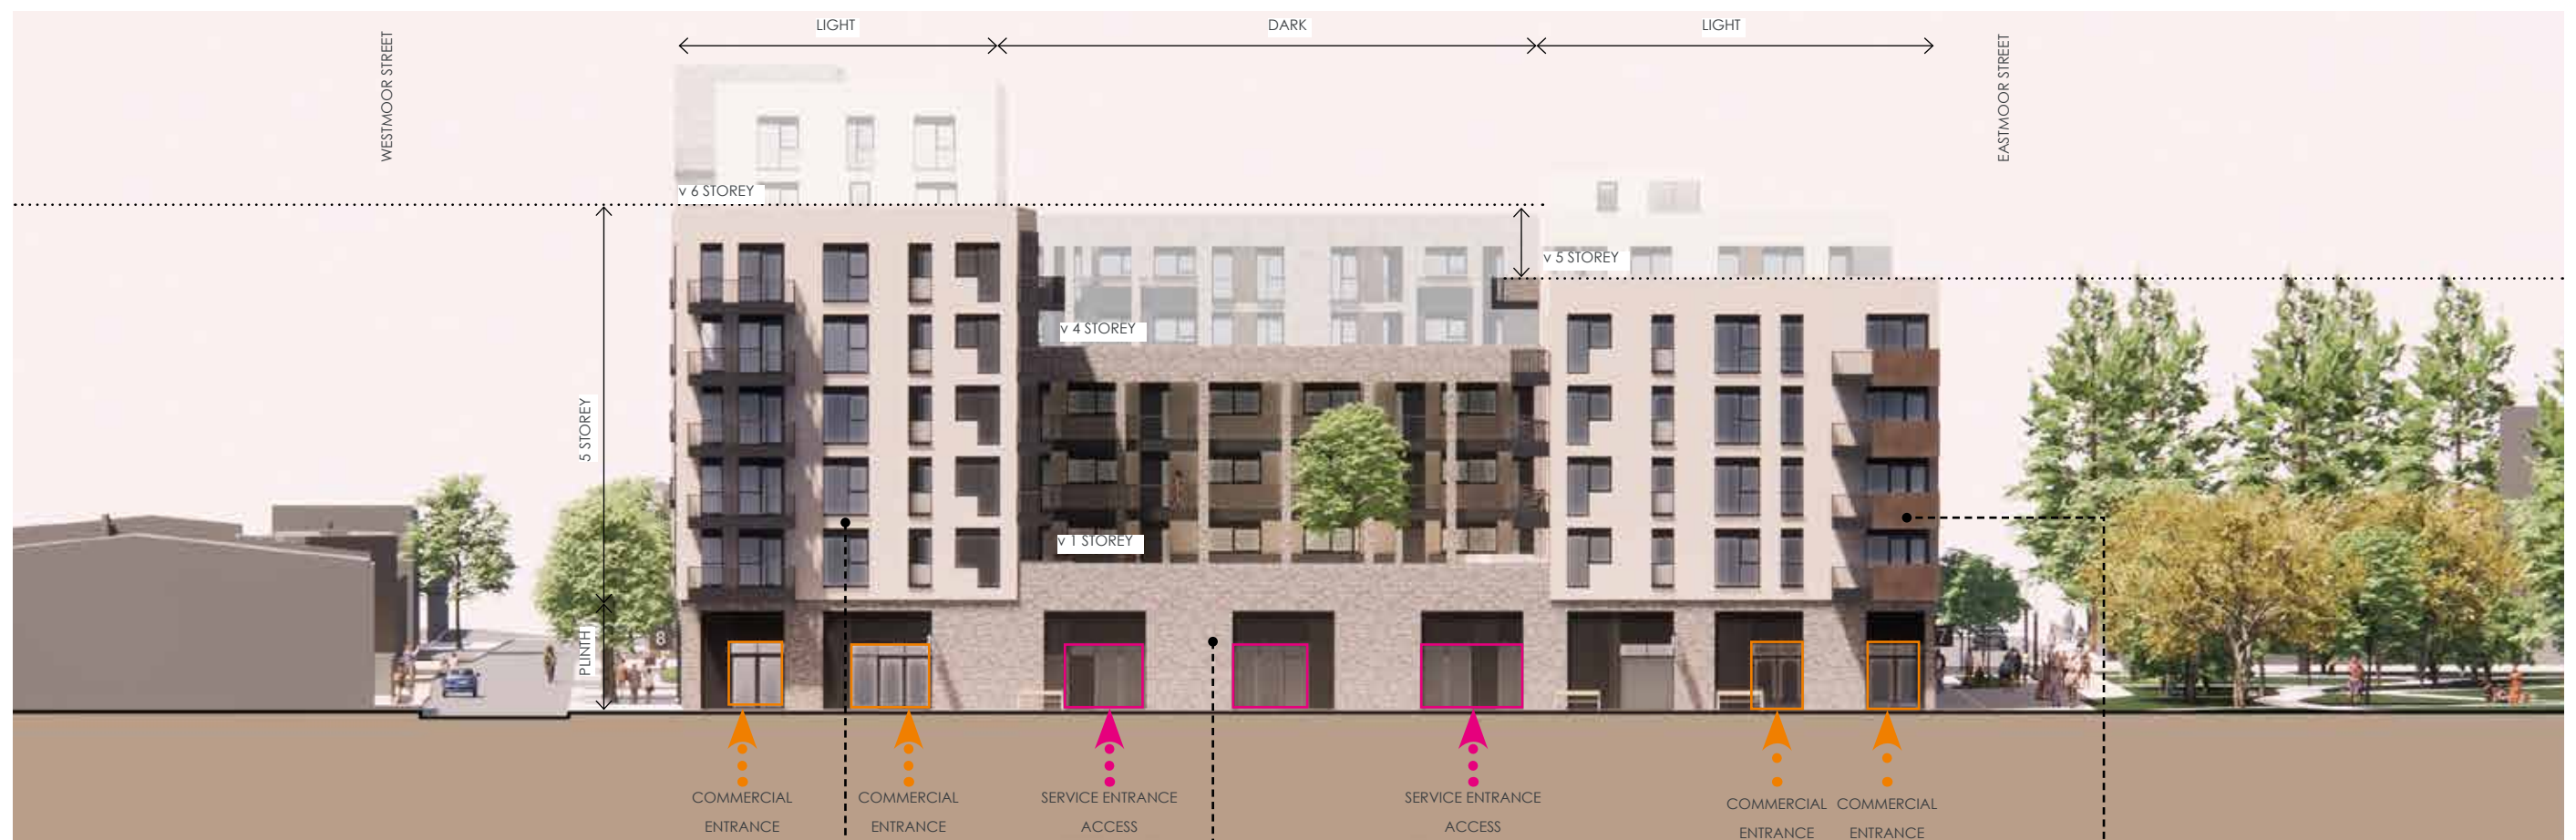 LIGHT
DARK
LIGHT
WESTMOOR STREET
EASTMOOR STREET
v 6 STOREY
v 5 STOREY
v 4 STOREY
5 STOREY
v 1 STOREY
PLINTH
8
COMMERCIAL
ENTRANCE
COMMERCIAL
ENTRANCE
SERVICE ENTRANCE
ACCESS
SERVICE ENTRANCE
ACCESS
COMMERCIAL
ENTRANCE
COMMERCIAL
ENTRANCE